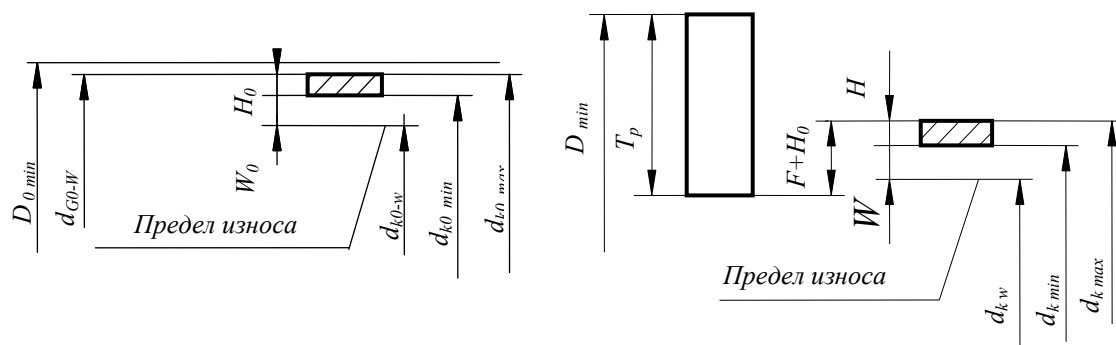 D0 min
dG0-W
H0
W0
Предел износа
dk0-w
dk0 min
dk0 max
D min
Tp
F+H0
H
W
Предел износа
dk w
dk min
dk max